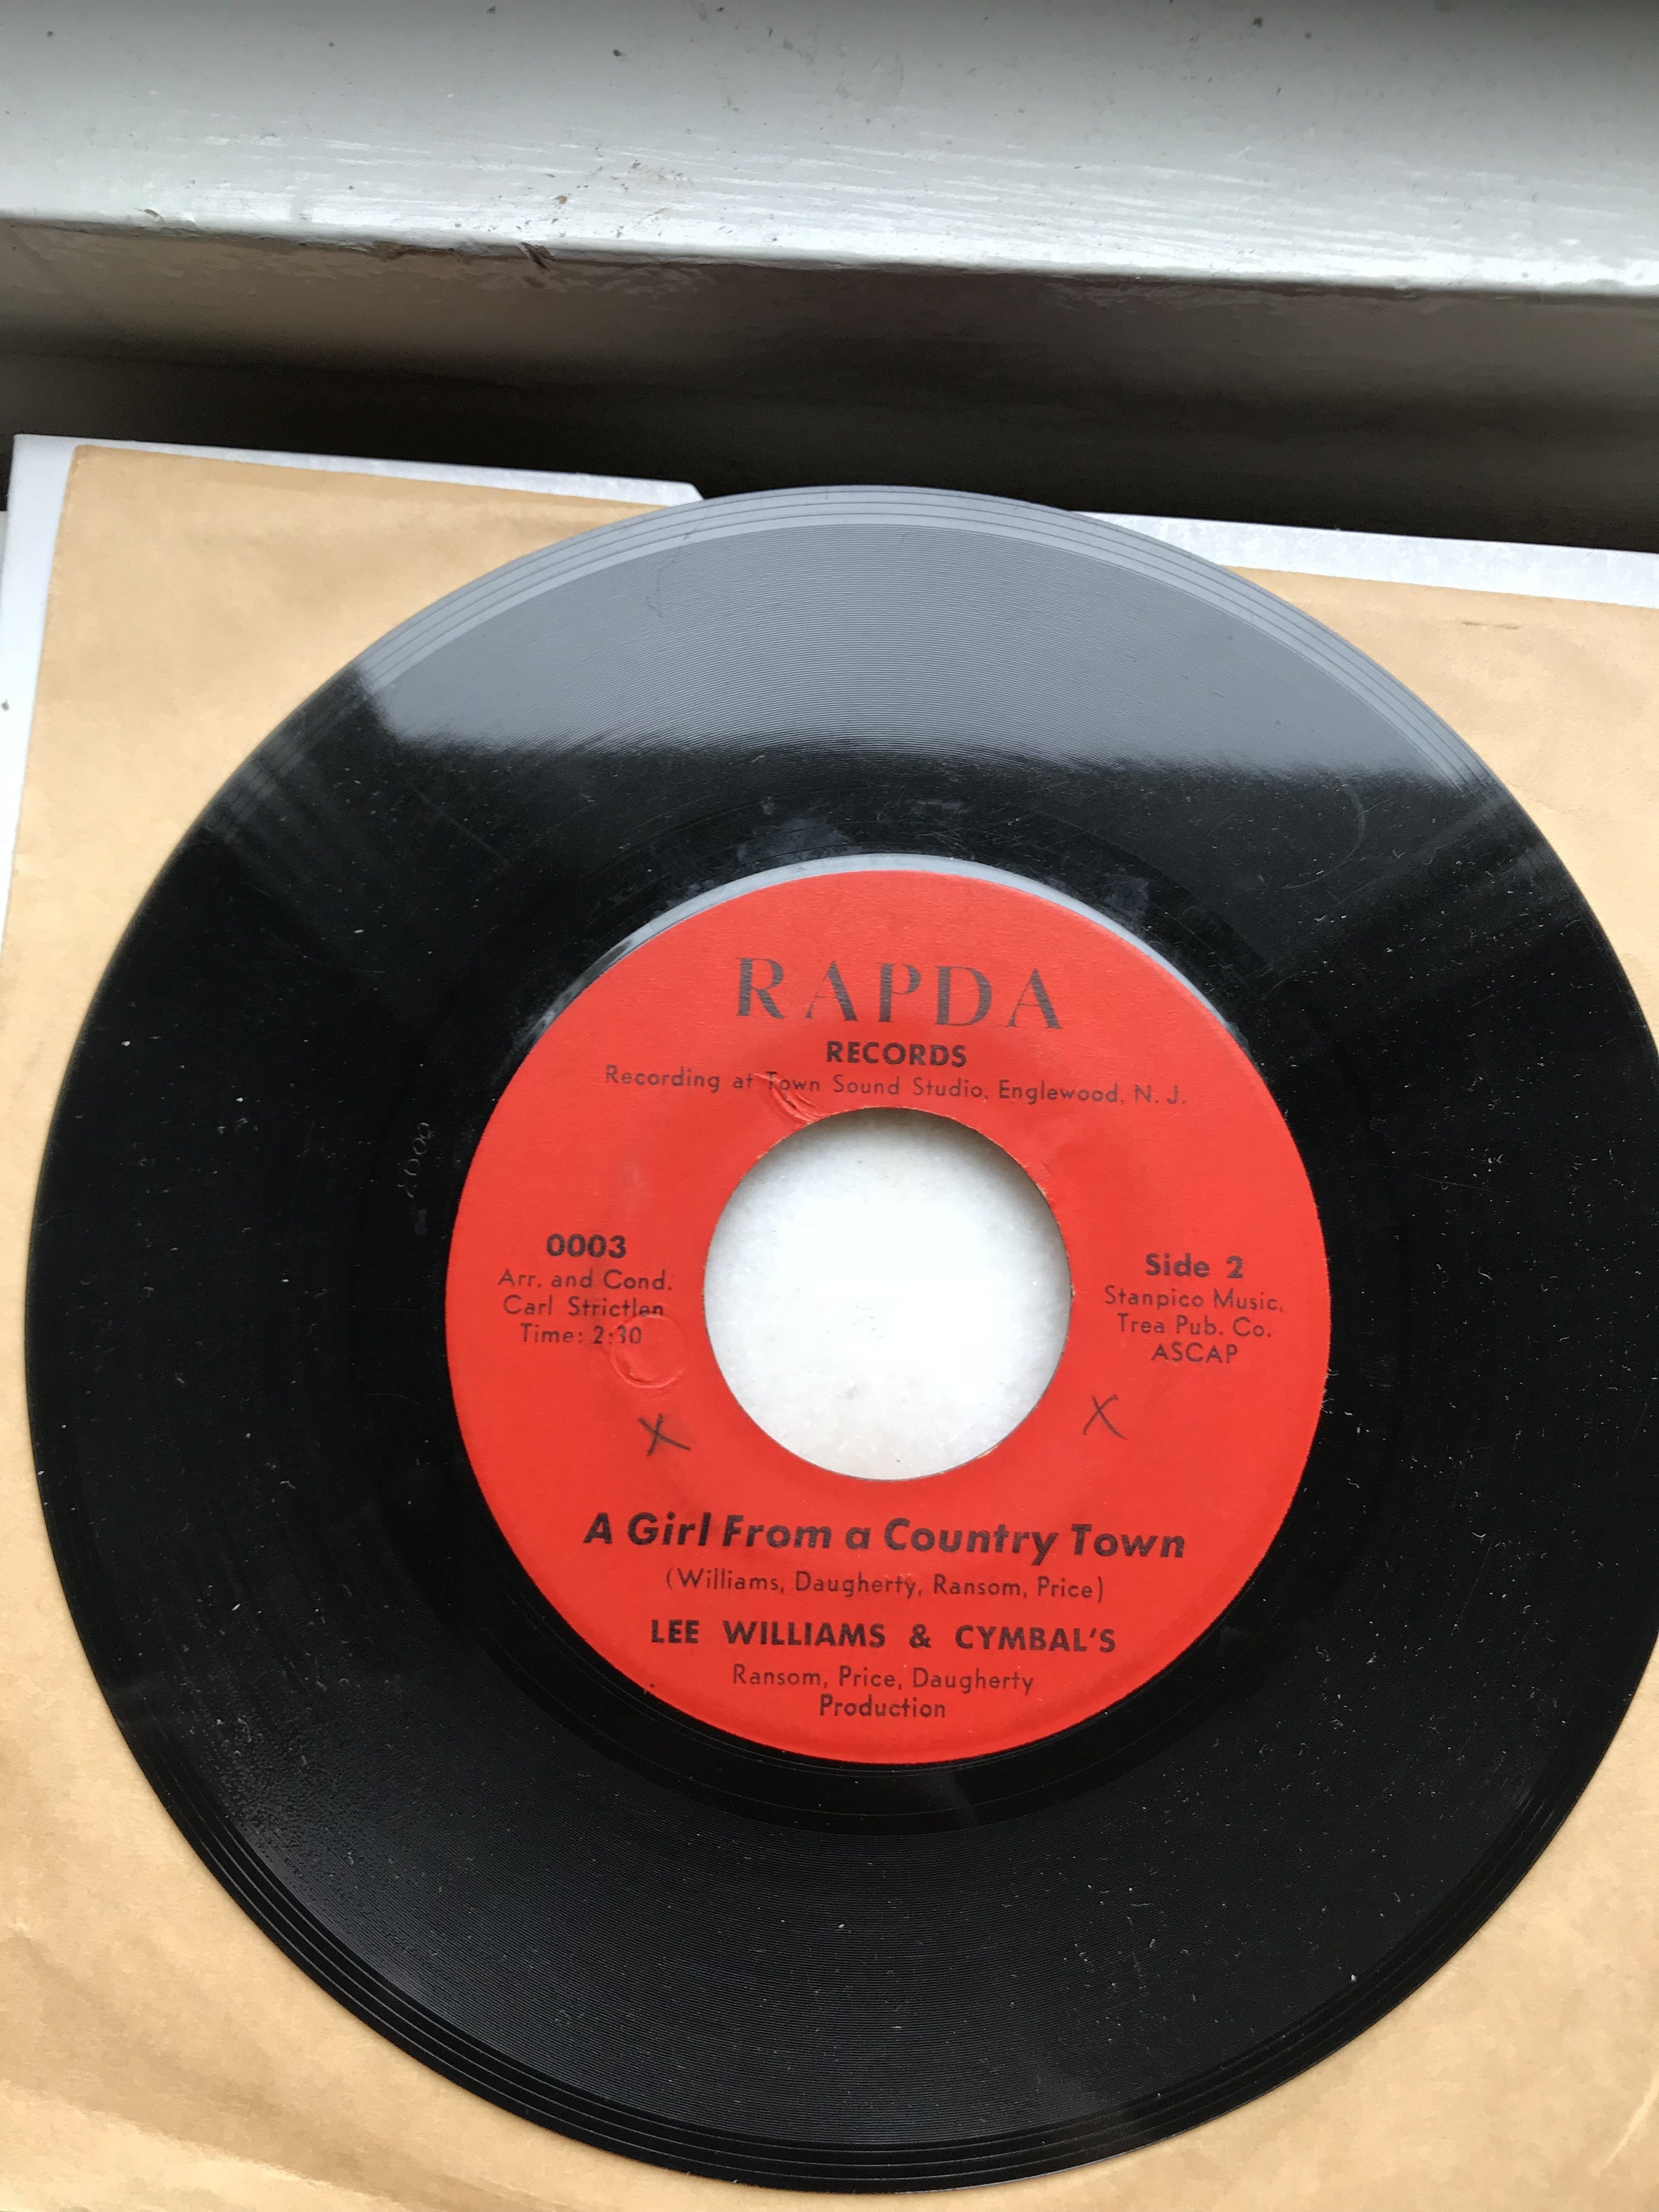 RAPDA
RECORDS
Recording at Town Sound Studio, Englewood, N. J.
0003
Arr. and Cond.
Carl Strictlen
Time: 2:30
Side 2
Stanpico Music,
Trea Pub. Co.
ASCAP
X X
A Girl From a Country Town
(Williams, Daugherty, Ransom, Price)
LEE WILLIAMS & CYMBAL'S
Ransom, Price, Daugherty
Production